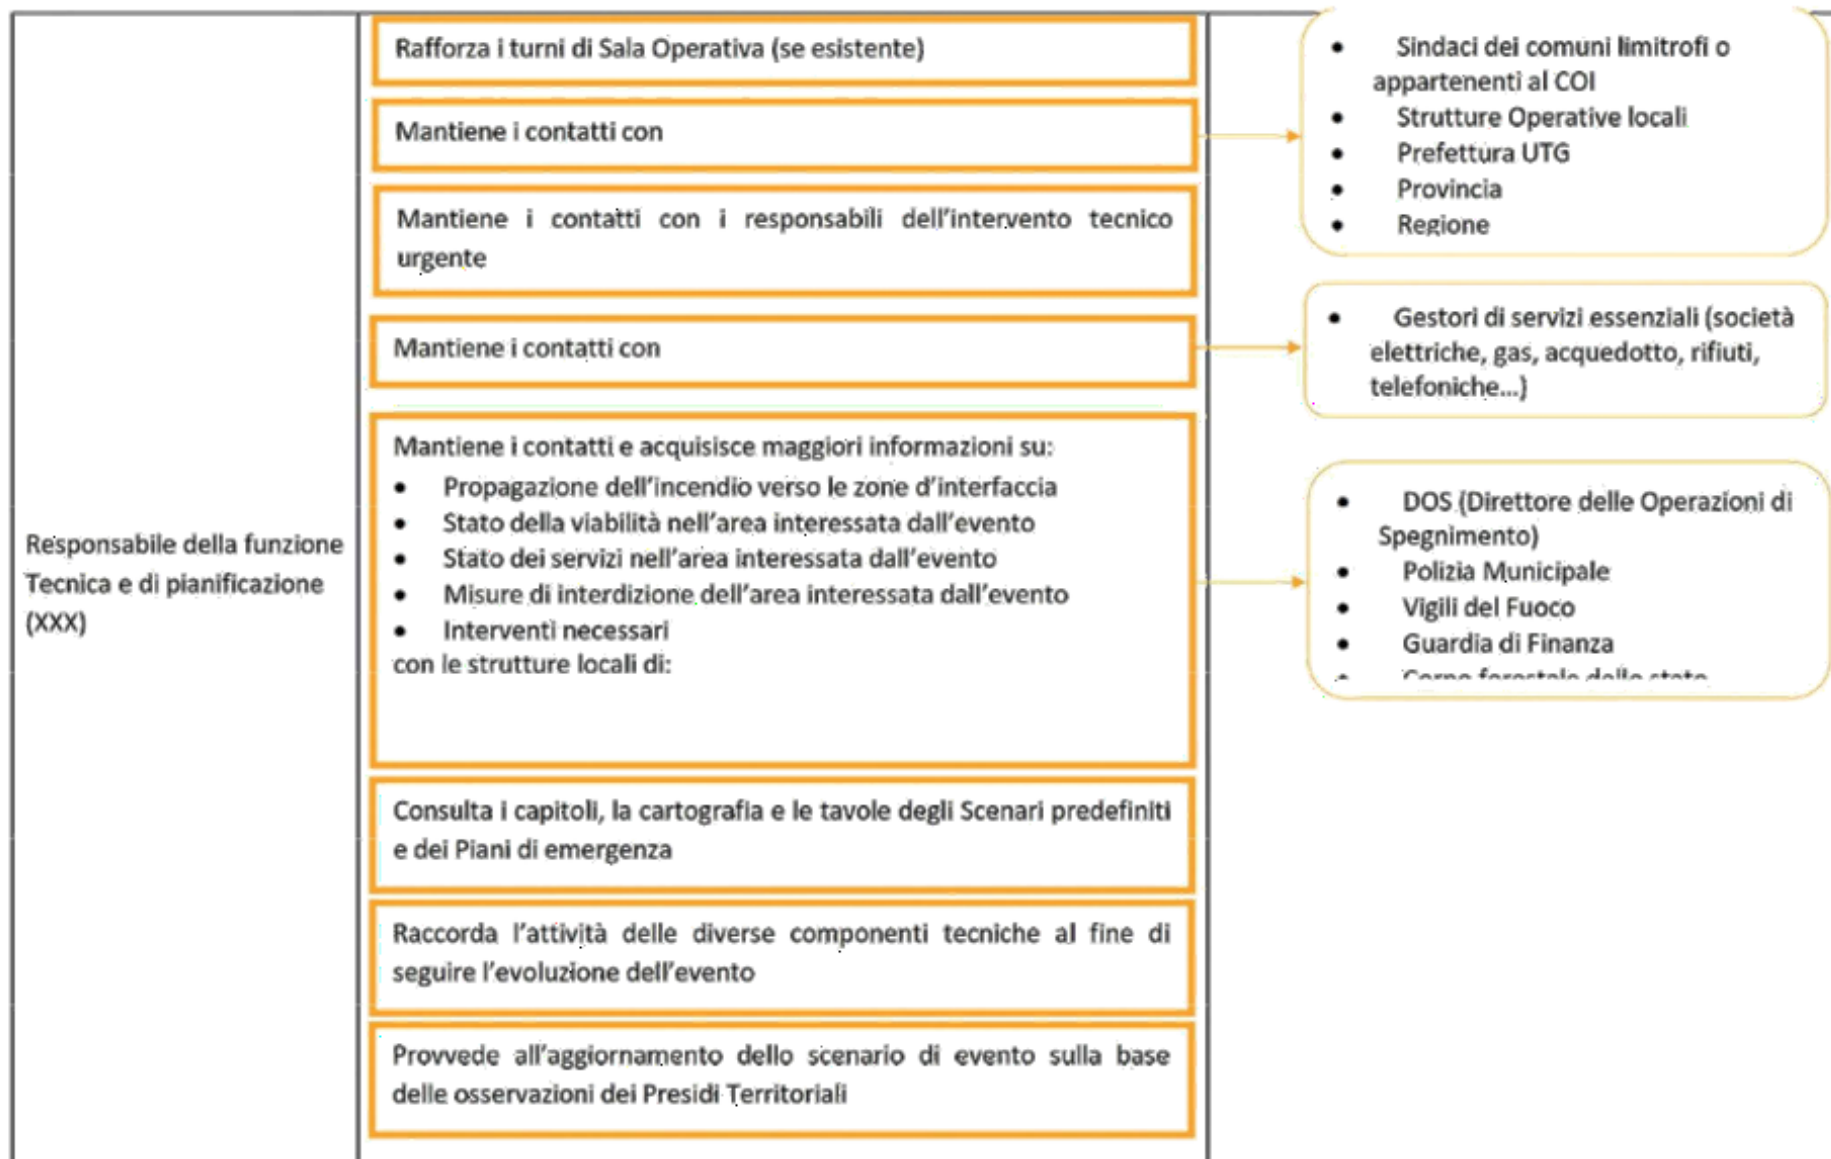 Responsabile della funzione
Tecnica e di pianificazione
(XXX)
Rafforza i turni di Sala Operativa (se esistente)
Mantiene i contatti con
• Sindaci dei comuni limitrofi o
appartenenti al COI
• Strutture Operative locali
• Prefettura UTG
• Provincia
• Regione
Mantiene i contatti con i responsabili dell'intervento tecnico
urgente
Mantiene i contatti con
• Gestori di servizi essenziali (società
elettriche, gas, acquedotto, rifiuti,
telefoniche...)
Mantiene i contatti e acquisisce maggiori informazioni su:
• Propagazione dell'incendio verso le zone d'interfaccia
• Stato della viabilità nell'area interessata dall'evento
• Stato dei servizi nell'area interessata dall'evento
• Misure di interdizione dell'area interessata dall'evento
• Interventi necessari
con le strutture locali di:
• DOS (Direttore delle Operazioni di
Spegnimento)
• Polizia Municipale
• Vigili del Fuoco
• Guardia di Finanza
• Corpo forestale dello stato
Consulta i capitoli, la cartografia e le tavole degli Scenari predefiniti
e dei Piani di emergenza
Raccorda l'attività delle diverse componenti tecniche al fine di
seguire l'evoluzione dell'evento
Provvede all'aggiornamento dello scenario di evento sulla base
delle osservazioni dei Presidi Territoriali